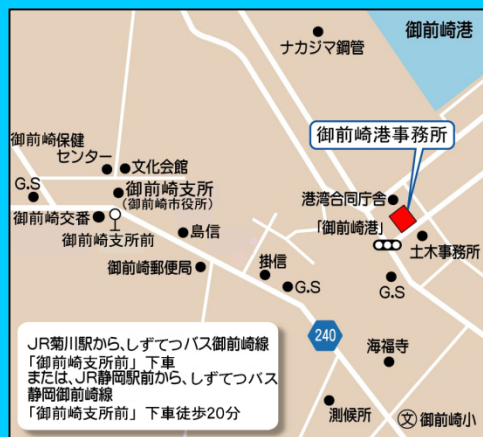 御前崎港
ナカジマ鋼管
御前崎港事務所
御前崎保健
センター
文化会館
G.S
御前崎支所
(御前崎市役所)
港湾合同庁舎
御前崎交番
「御前崎港」
御前崎支所前
島信
土木事務所
御前崎郵便局
掛信
G.S
G.S
240
海福寺
測候所
文
御前崎小
JR菊川駅から、しずてつバス御前崎線
「御前崎支所前」下車
または、JR静岡駅前から、しずてつバス
静岡御前崎線
「御前崎支所前」下車徒歩20分